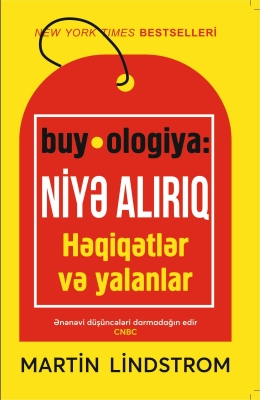 NEW YORK TIMES BESTSELLERİ
buy•ologiya:
NİYƏ ALIRIQ
Həqiqətlər
və yalanlar
Ənənəvi düşüncələri darmadağın edir
CNBC
MARTİN LİNDSTROM